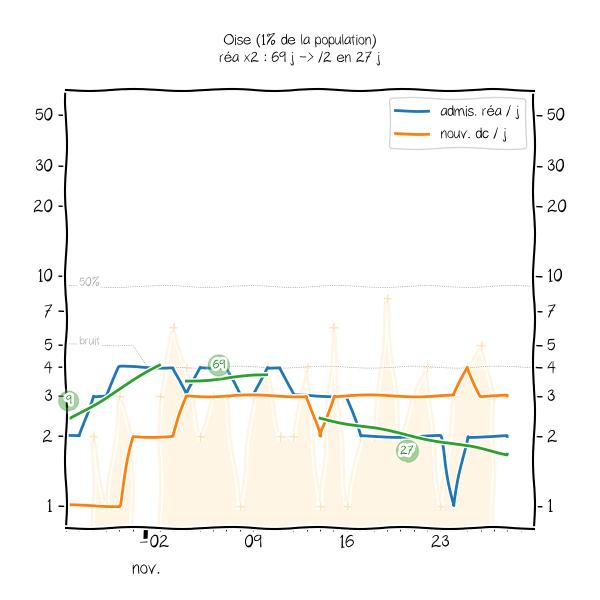 Oise (1% de la population)
réa x2 : 69 j -> /2 en 27 j
admis. réa / j
nouv. dc / j
50 50
30 30
20 20
10 10
50%
7 7
bruit
5 5
69
4 4
9
3 3
2 2
27
1 1
02 09 16 23
nov.